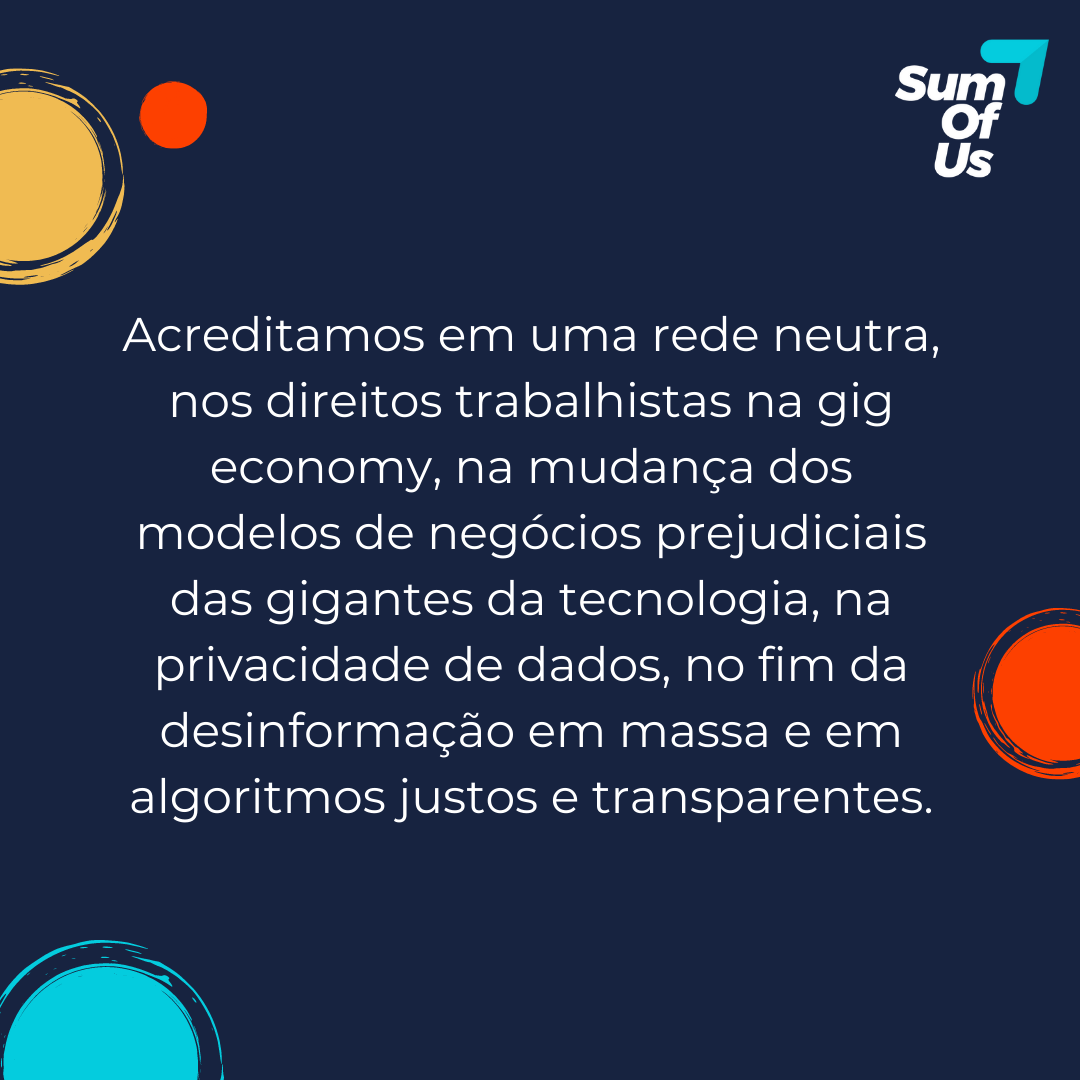 Sum
Of
Us
Acreditamos em uma rede neutra,
nos direitos trabalhistas na gig
economy, na mudança dos
modelos de negócios prejudiciais
das gigantes da tecnologia, na
privacidade de dados, no fim da
desinformação em massa e em
algoritmos justos e transparentes.